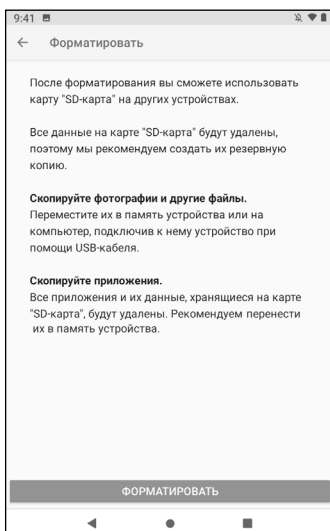 9:41
Форматировать
После форматирования вы сможете использовать
карту "SD-карта" на других устройствах.
Все данные на карте "SD-карта" будут удалены,
поэтому мы рекомендуем создать их резервную
копию.
Скопируйте фотографии и другие файлы.
Переместите их в память устройства или на
компьютер, подключив к нему устройство при
помощи USB-кабеля.
Скопируйте приложения.
Все приложения и их данные, хранящиеся на карте
"SD-карта", будут удалены. Рекомендуем перенести
их в память устройства.
ФОРМАТИРОВАТЬ